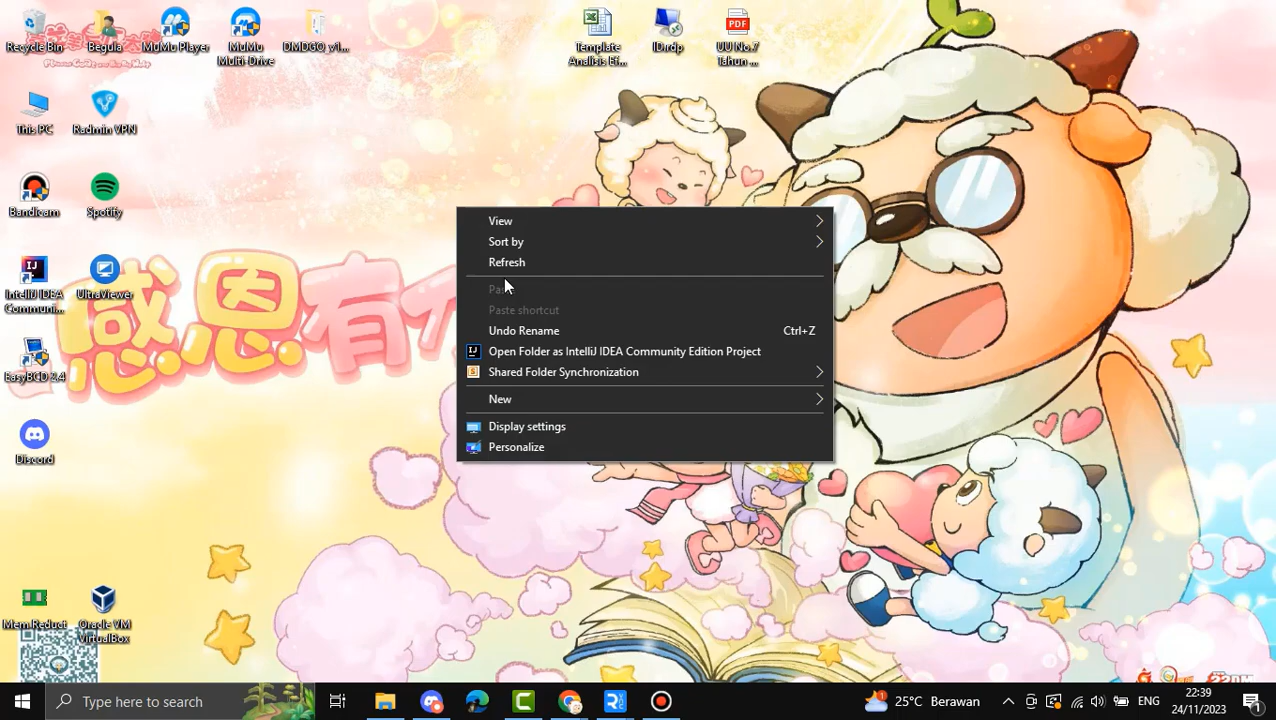 Recycle Bin
Begula
MuMu Player
MuMu
Multi-Drive
DMDGO_v1...
Template
Analisis Ef...
ID.rdp
UU No.7
Tahun ...
This PC
Radmin VPN
Bandicam
Spotify
IntelliJ IDEA
Communi...
UltraViewer
EasyBCD 2.4
Discord
Mem Reduct
Oracle VM
VirtualBox
感恩有
View
Sort by
Refresh
Paste shortcut
Undo Rename Ctrl+Z
Open Folder as IntelliJ IDEA Community Edition Project
Shared Folder Synchronization
New
Display settings
Personalize
Type here to search
25°C Berawan
ENG
22:39
24/11/2023